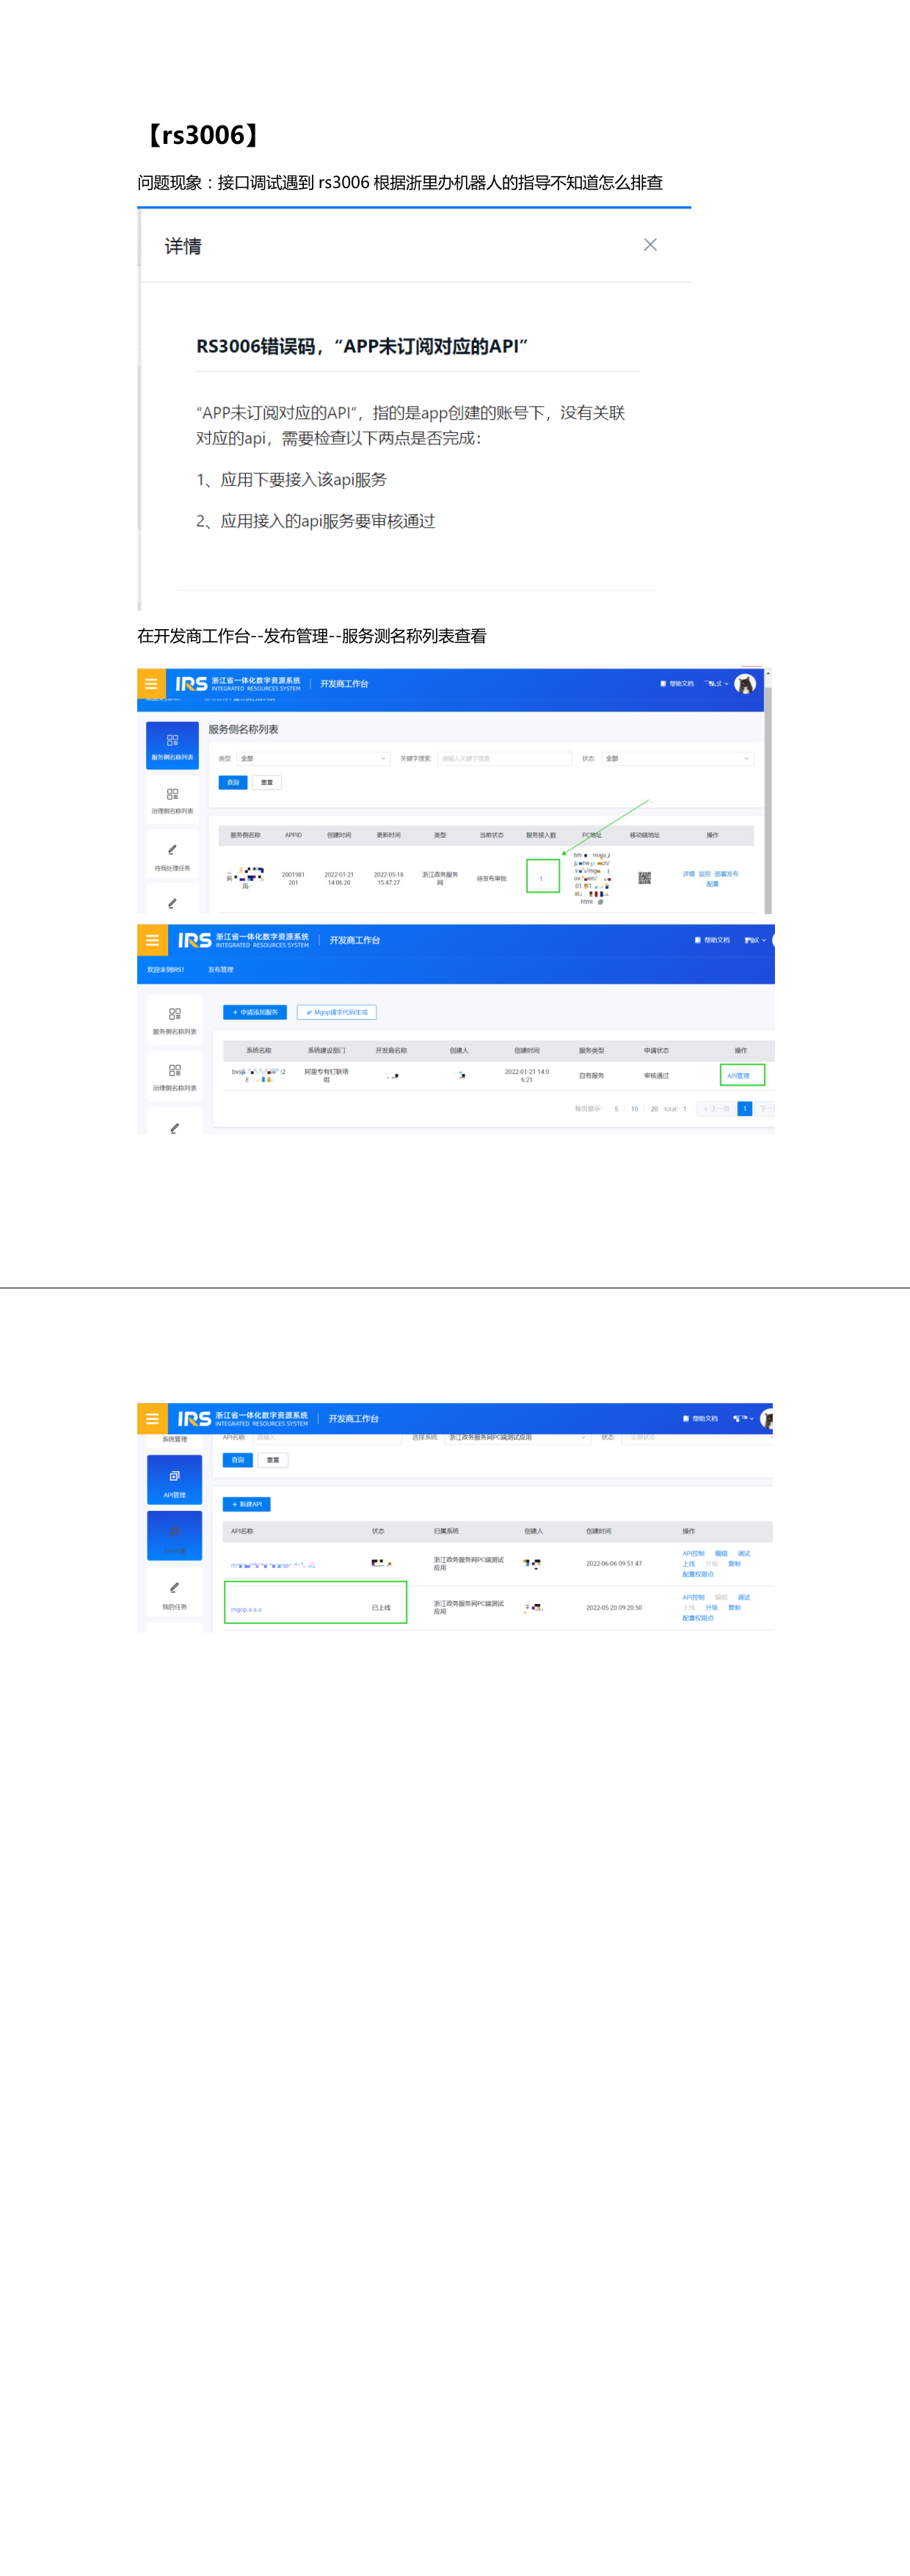 【rs3006】
问题现象：接口调试遇到 rs3006 根据浙里办机器人的指导不知道怎么排查
详情
RS3006错误码，“APP未订阅对应的API”
“APP未订阅对应的API”，指的是app创建的账号下，没有关联
对应的api，需要检查以下两点是否完成：
1、应用下要接入该api服务
2、应用接入的api服务要审核通过
在开发商工作台--发布管理--服务测名称列表查看
IRS 浙江省一体化数字资源系统 开发商工作台 帮助文档
INTEGRATED RESOURCES SYSTEM
服务侧名称列表
服务侧名称列表
类型 全部 关键字搜索 请输入关键字搜索 状态 全部
查询 重置
治理侧名称列表
服务侧名称 APPID 创建时间 更新时间 类型 当前状态 服务接入数 PC地址 移动端地址 操作
待我处理任务
2001981 2022-01-21 2022-05-18 浙江政务服务 待发布审批 1 详情 监控 部署发布
201 14:06:20 15:47:27 网 配置
html
IRS 浙江省一体化数字资源系统 开发商工作台 帮助文档
INTEGRATED RESOURCES SYSTEM
欢迎来到IRS! 发布管理
+ 申请添加服务 Mgop请求代码生成
服务侧名称列表
系统名称 系统建设部门 开发商名称 创建人 创建时间 服务类型 申请状态 操作
阿里专有钉联络 2022-01-21 14:0 自有服务 审核通过 API管理
组 6:21
治理侧名称列表
每页显示： 5 10 20 total: 1 上一页 1 下一
IRS 浙江省一体化数字资源系统 开发商工作台 帮助文档
INTEGRATED RESOURCES SYSTEM
系统管理
API名称 请输入 选择系统 浙江政务服务网PC端测试应用 状态 全部状态
查询 重置
API管理
+ 新建API
API名称 状态 归属系统 创建人 创建时间 操作
浙江政务服务网PC端测试 2022-06-06 09:51:47 API控制 编辑 调试
应用 上线 升级 复制
配置权限点
我的任务
mgop.a.a.a 已上线 浙江政务服务网PC端测试 2022-05-20 09:20:50 API控制 编辑 调试
应用 上线 升级 复制
配置权限点